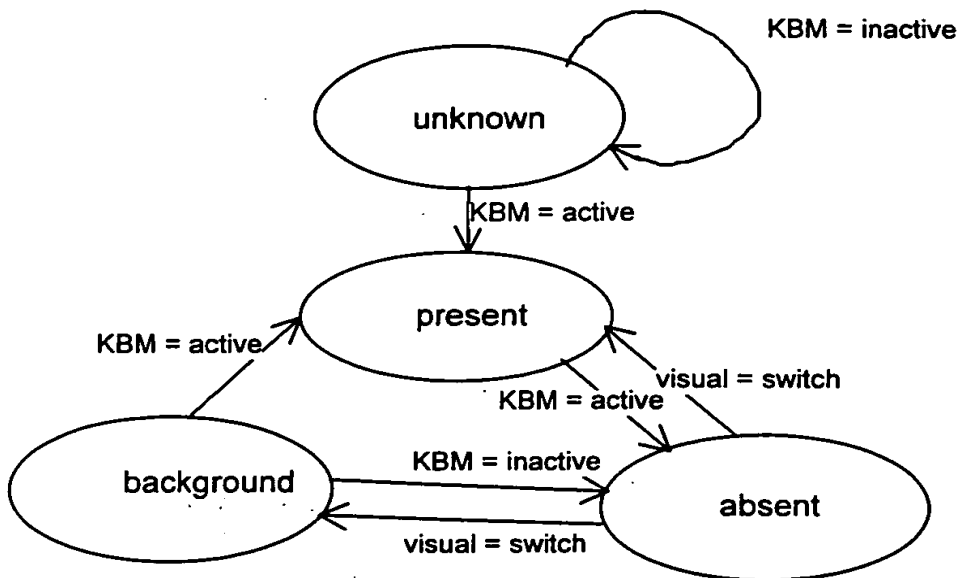 KBM = inactive
unknown
KBM = active
present
KBM = active
visual = switch
KBM = active
KBM = inactive
background
absent
visual = switch